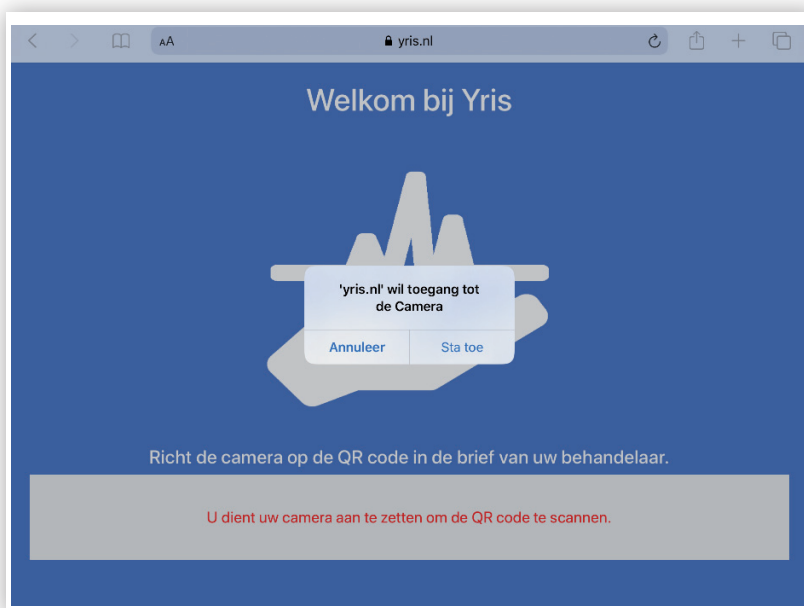 AA
yris.nl
Welkom bij Yris
'yris.nl' wil toegang tot
de Camera
Annuleer
Sta toe
Richt de camera op de QR code in de brief van uw behandelaar.
U dient uw camera aan te zetten om de QR code te scannen.